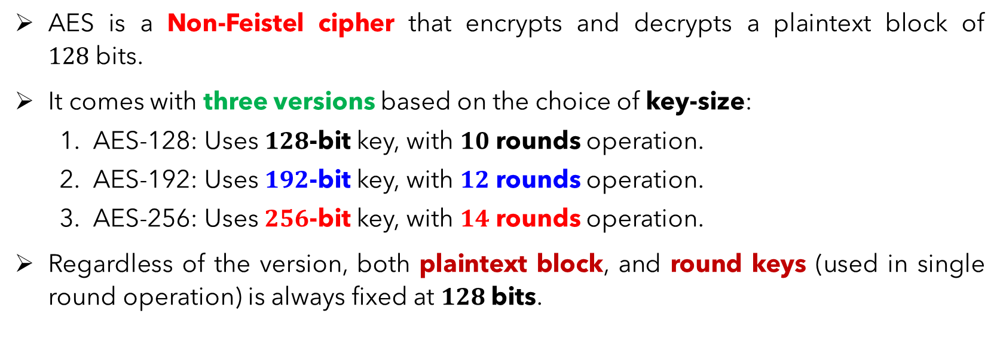 ➢ AES is a Non-Feistel cipher that encrypts and decrypts a plaintext block of
128 bits.
➢ It comes with three versions based on the choice of key-size:
1. AES-128: Uses 128-bit key, with 10 rounds operation.
2. AES-192: Uses 192-bit key, with 12 rounds operation.
3. AES-256: Uses 256-bit key, with 14 rounds operation.
➢ Regardless of the version, both plaintext block, and round keys (used in single
round operation) is always fixed at 128 bits.